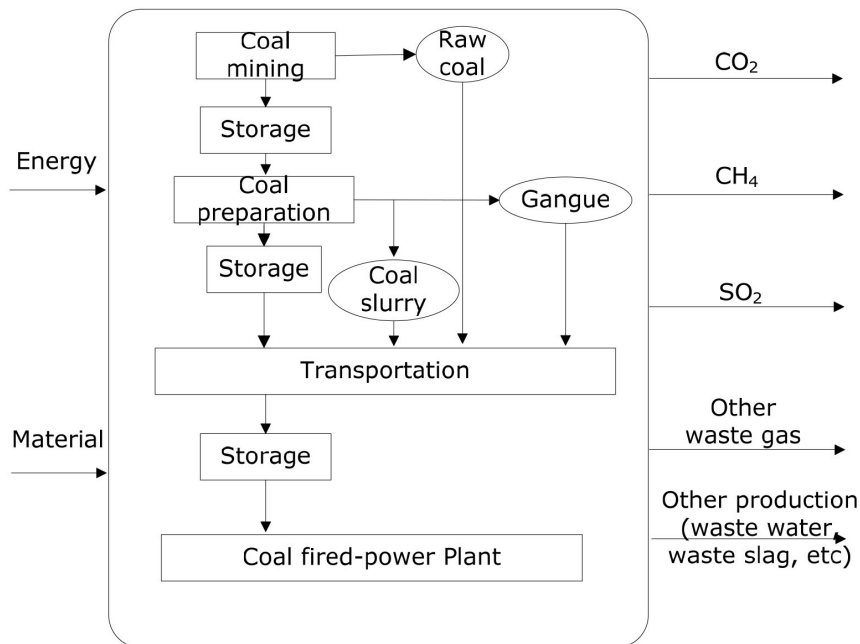 Coal
mining
Raw
coal
CO₂
Storage
Energy
CH₄
Coal
preparation
Gangue
Storage
Coal
slurry
SO₂
Transportation
Other
waste gas
Material
Storage
Other production
(waste water,
waste slag, etc)
Coal fired-power Plant